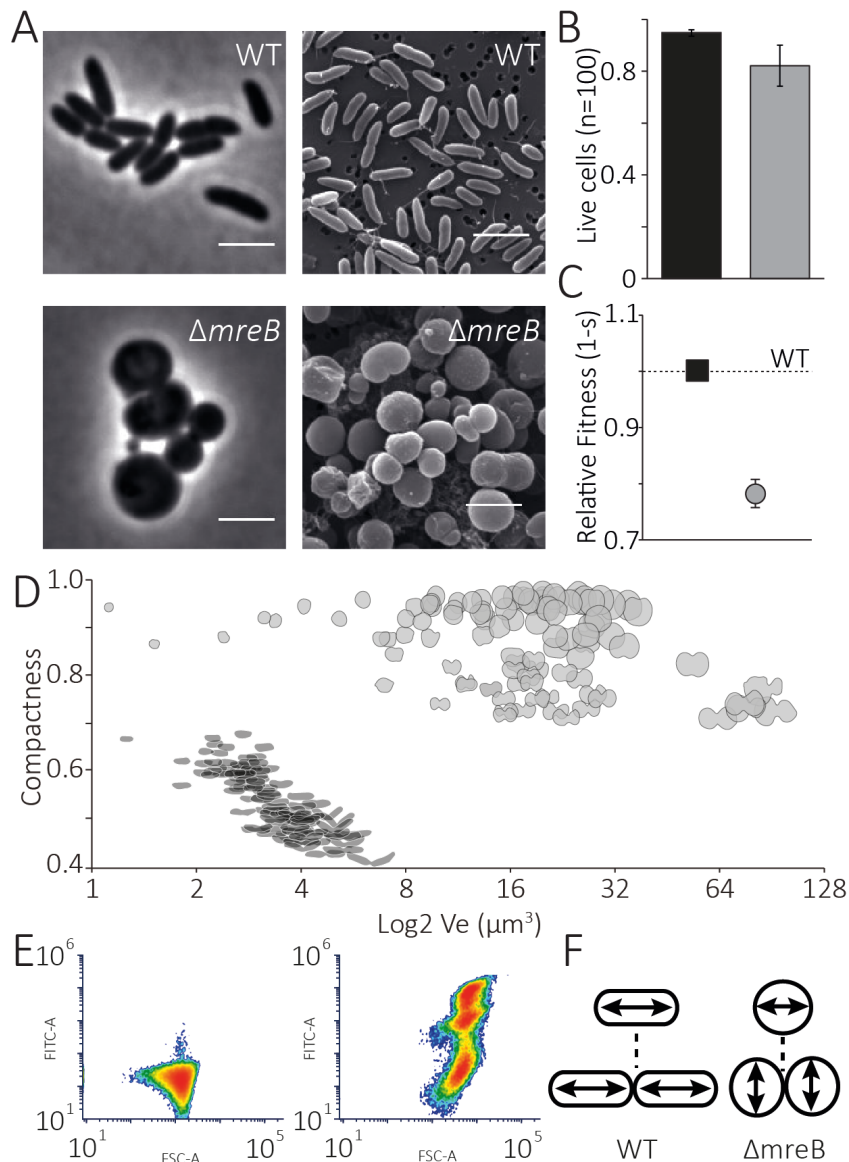 A
WT
WT
ΔmreB
ΔmreB
B
Live cells (n=100)
0.8
0.4
0
C
Relative Fitness (1-s)
1.1
0.9
0.7
WT
D
Compactness
1.0
0.8
0.6
0.4
1 2 4 8 16 32 64 128
Log2 Ve (μm³)
E
10⁶
FITC-A
10¹
10¹ 10⁵
FSC-A
10⁶
FITC-A
10¹
10¹ 10⁵
FSC-A
F
WT ΔmreB